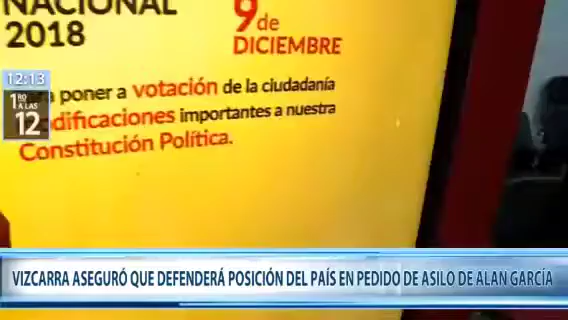 NACIONAL
2018
9 de
DICIEMBRE
12:13
1RO
A LAS
12
poner a votación de la ciudadanía
dificaciones importantes a nuestra
Constitución Política.
VIZCARRA ASEGURÓ QUE DEFENDERÁ POSICIÓN DEL PAÍS EN PEDIDO DE ASILO DE ALAN GARCÍA